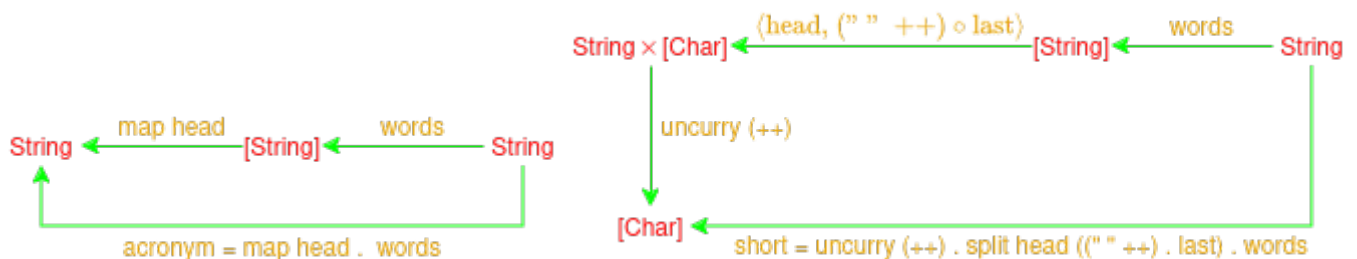 map head
words
String
[String]
String
acronym = map head . words
⟨head, (” ” ++) ∘ last⟩
words
String × [Char]
[String]
String
uncurry (++)
[Char]
short = uncurry (++) . split head ((" " ++) . last) . words